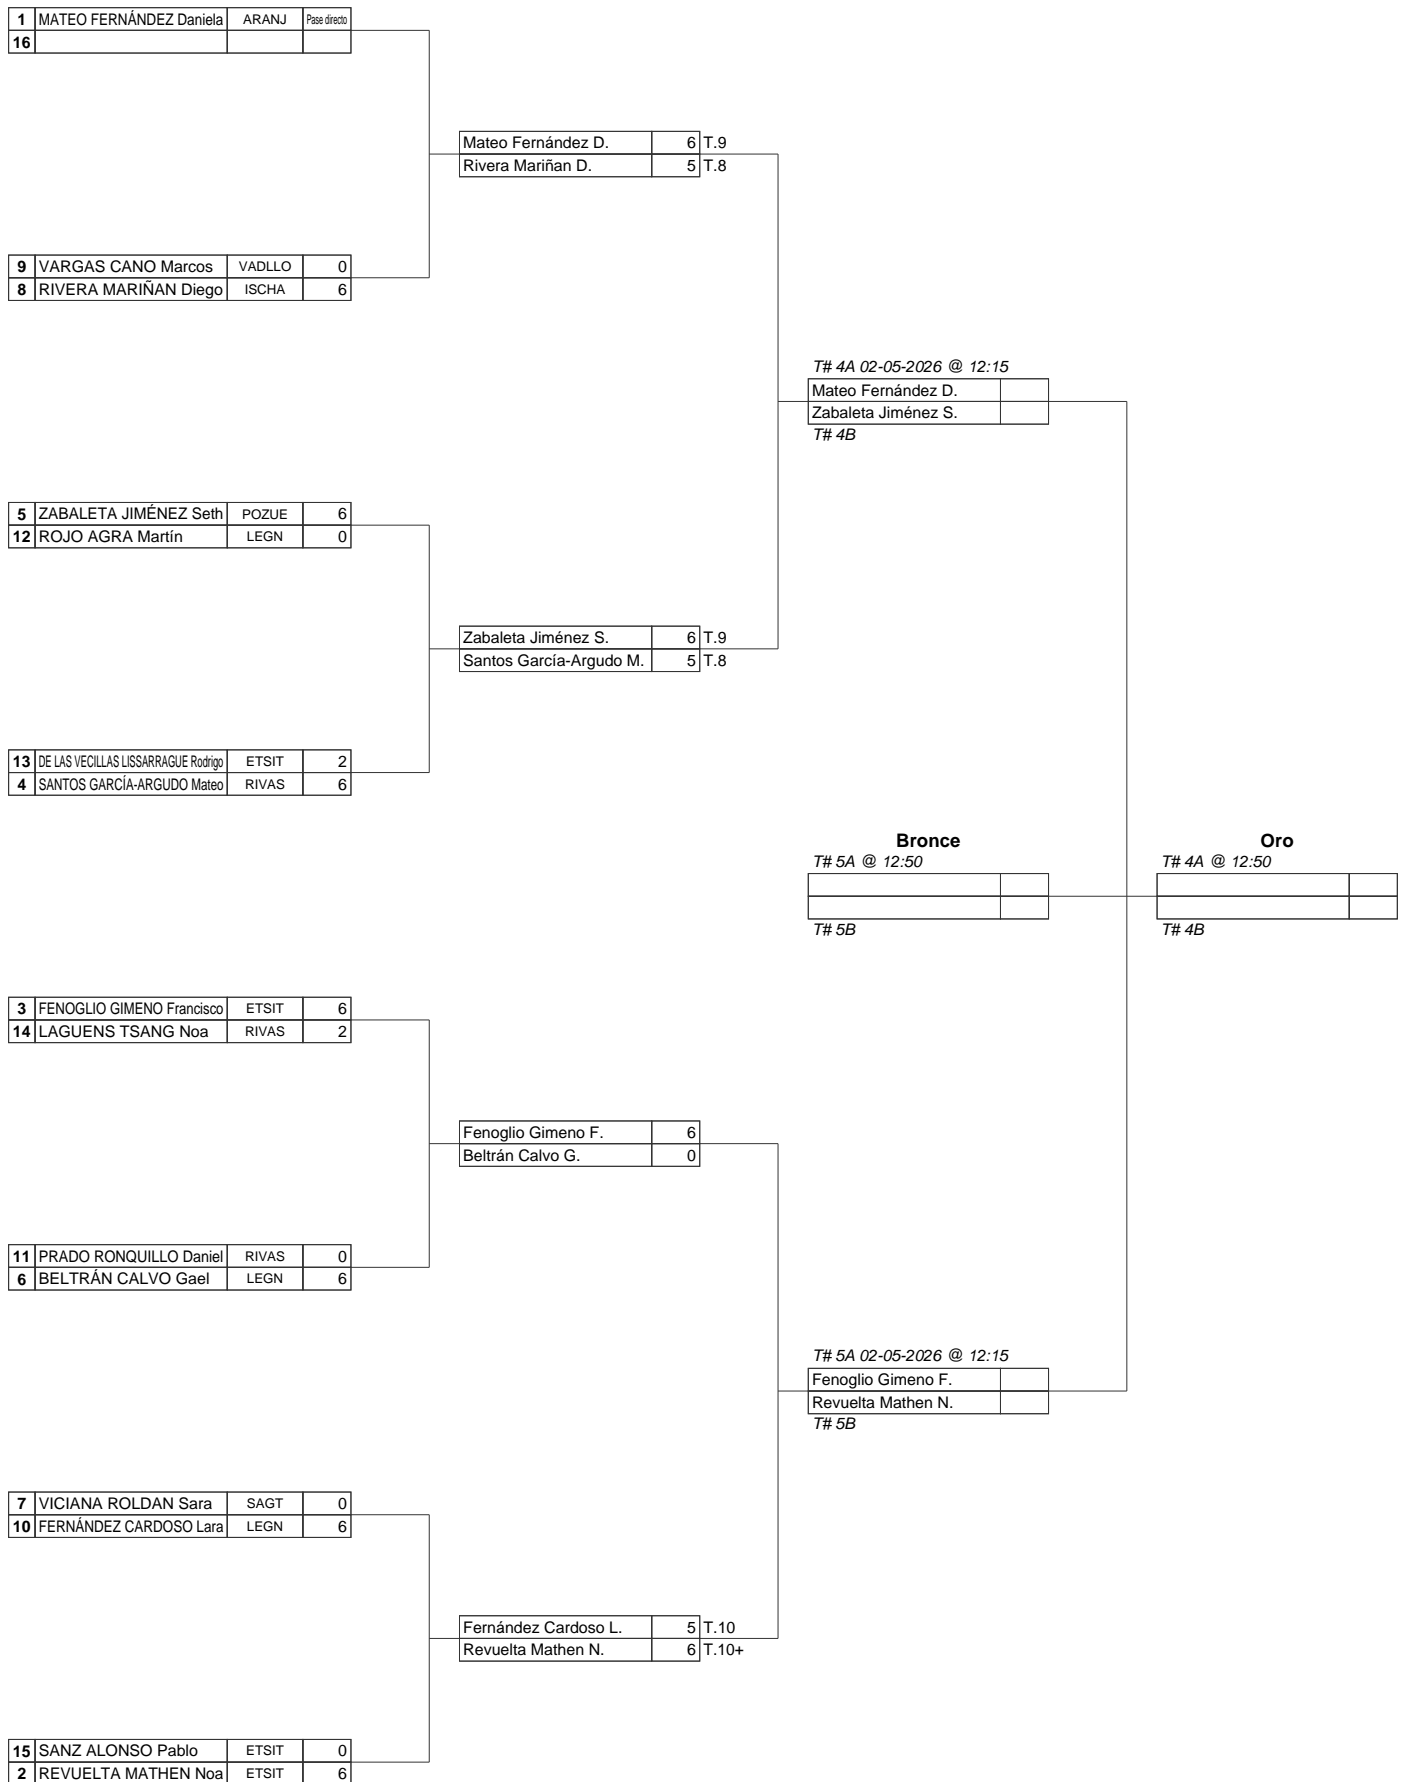 1 MATEO FERNÁNDEZ Daniela ARANJ Pase directo
16
Mateo Fernández D. 6 T.9
Rivera Mariñan D. 5 T.8
9 VARGAS CANO Marcos VADLLO 0
8 RIVERA MARIÑAN Diego ISCHA 6
T# 4A 02-05-2026 @ 12:15
Mateo Fernández D.
Zabaleta Jiménez S.
T# 4B
5 ZABALETA JIMÉNEZ Seth POZUE 6
12 ROJO AGRA Martín LEGN 0
Zabaleta Jiménez S. 6 T.9
Santos García-Argudo M. 5 T.8
13 DE LAS VECILLAS LISSARRAGUE Rodrigo ETSIT 2
4 SANTOS GARCÍA-ARGUDO Mateo RIVAS 6
Bronce Oro
T# 5A @ 12:50 T# 4A @ 12:50
T# 5B T# 4B
3 FENOGLIO GIMENO Francisco ETSIT 6
14 LAGUENS TSANG Noa RIVAS 2
Fenoglio Gimeno F. 6
Beltrán Calvo G. 0
11 PRADO RONQUILLO Daniel RIVAS 0
6 BELTRÁN CALVO Gael LEGN 6
T# 5A 02-05-2026 @ 12:15
Fenoglio Gimeno F.
Revuelta Mathen N.
T# 5B
7 VICIANA ROLDAN Sara SAGT 0
10 FERNÁNDEZ CARDOSO Lara LEGN 6
Fernández Cardoso L. 5 T.10
Revuelta Mathen N. 6 T.10+
15 SANZ ALONSO Pablo ETSIT 0
2 REVUELTA MATHEN Noa ETSIT 6